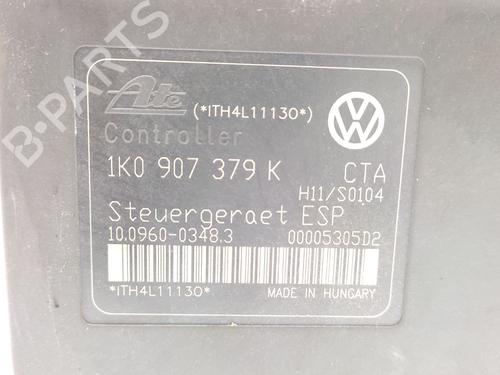 Ate (*ITH4L11130*)
Controller
1K0 907 379 K CTA
H11/S0104
Steuergeraet ESP
10.0960-0348.3 00005305D2
*ITH4L11130* MADE IN HUNGARY
B-PARTS